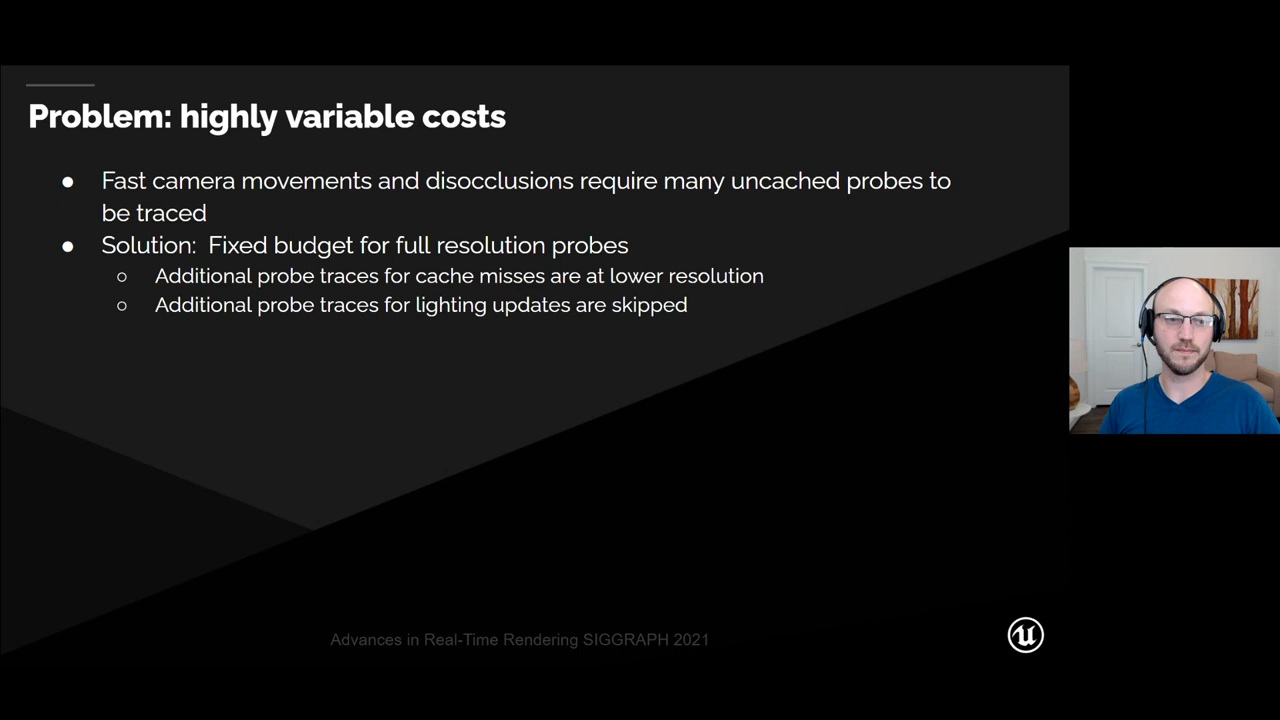 Problem: highly variable costs
● Fast camera movements and disocclusions require many uncached probes to
be traced
● Solution:  Fixed budget for full resolution probes
○ Additional probe traces for cache misses are at lower resolution
○ Additional probe traces for lighting updates are skipped
Advances in Real-Time Rendering SIGGRAPH 2021